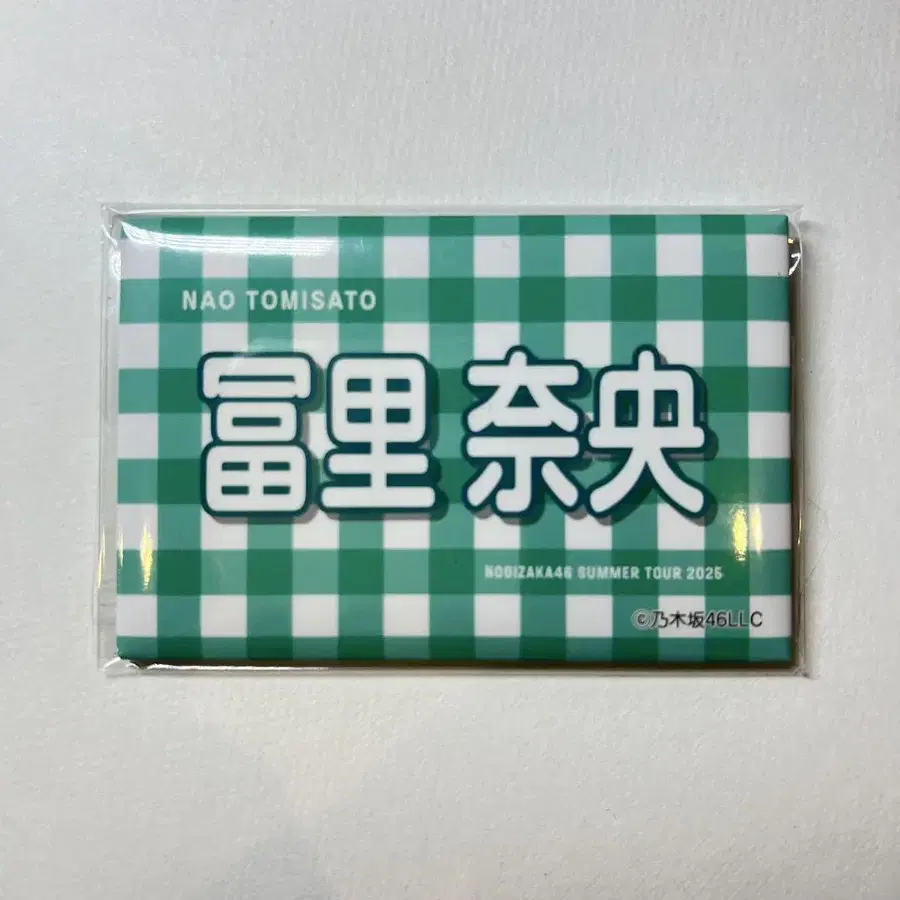 NAO TOMISATO
冨里 奈央
NOGIZAKA46 SUMMER TOUR 2025
©乃木坂46LLC